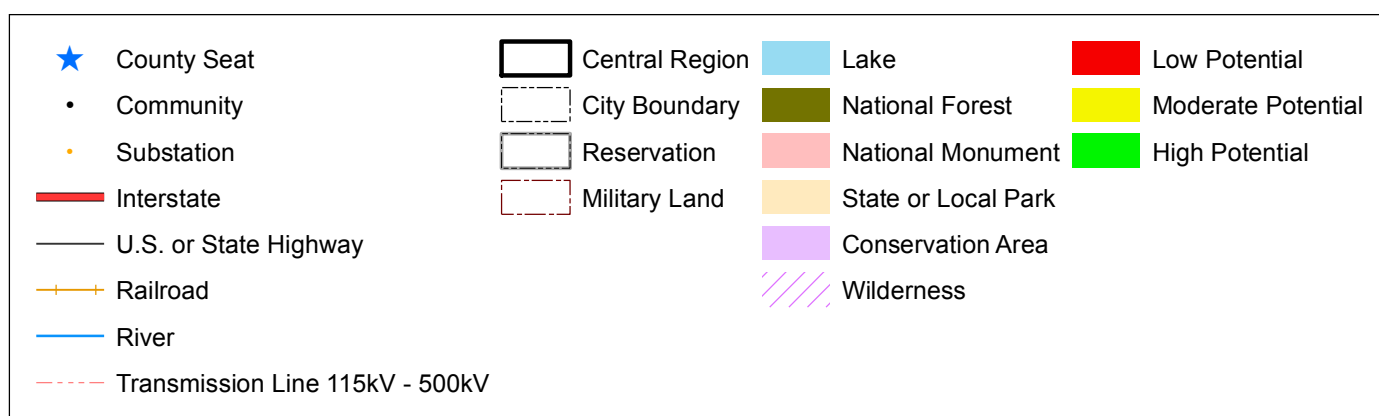 County Seat
Community
Substation
Interstate
U.S. or State Highway
Railroad
River
Transmission Line 115kV - 500kV
Central Region
City Boundary
Reservation
Military Land
Lake
National Forest
National Monument
State or Local Park
Conservation Area
Wilderness
Low Potential
Moderate Potential
High Potential